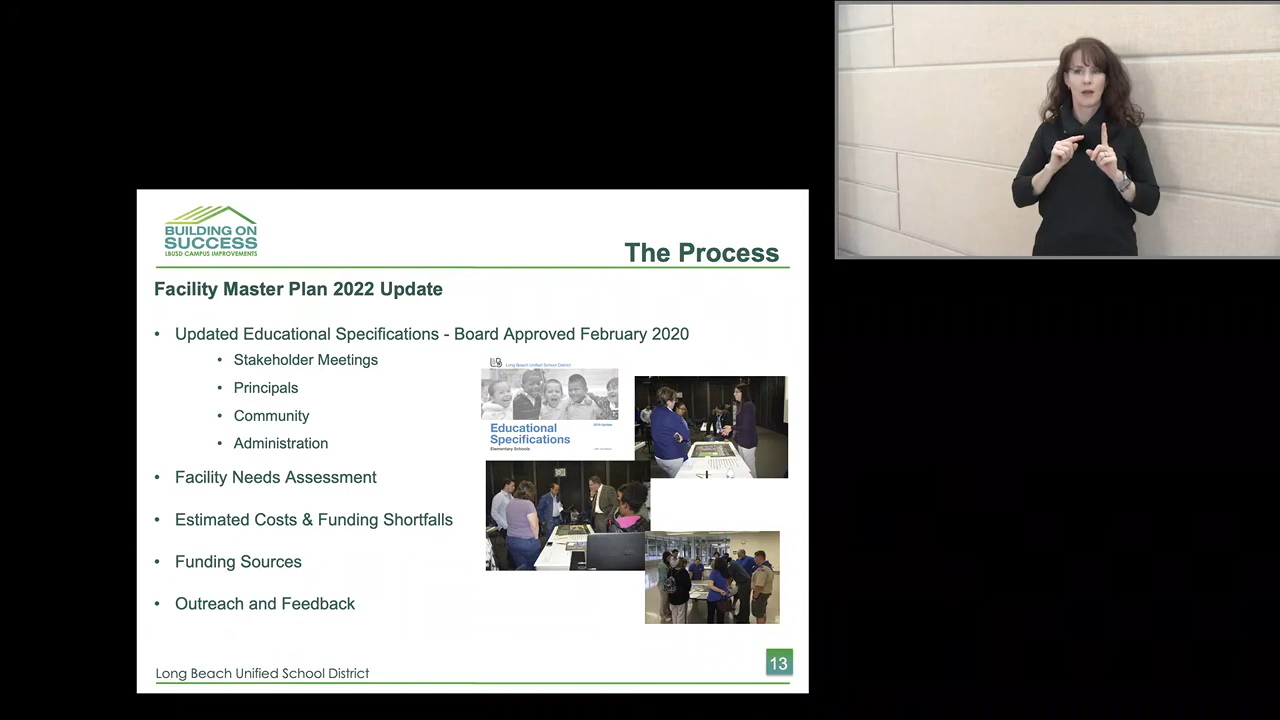 BUILDING ON
SUCCESS
LBUSD CAMPUS IMPROVEMENTS
The Process
Facility Master Plan 2022 Update
• Updated Educational Specifications - Board Approved February 2020
• Stakeholder Meetings
• Principals
• Community
• Administration
Long Beach Unified School District
Educational
Specifications
2019 Update
Elementary Schools
• Facility Needs Assessment
• Estimated Costs & Funding Shortfalls
• Funding Sources
• Outreach and Feedback
Long Beach Unified School District
13